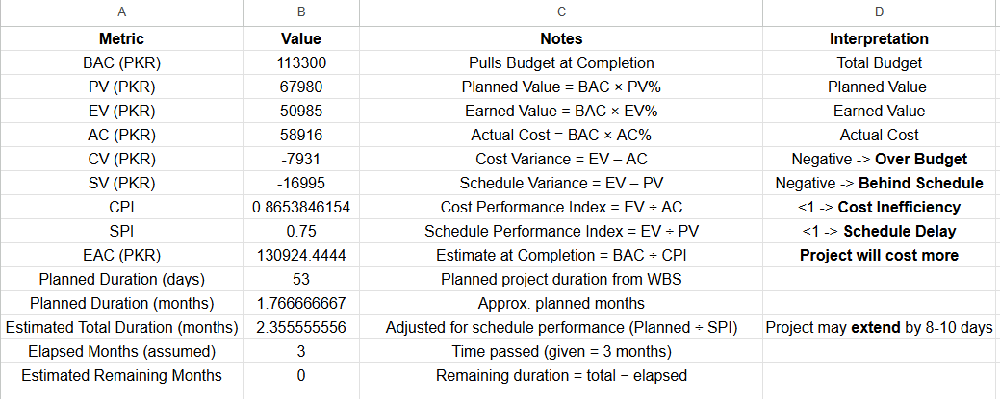 A B C D
Metric Value Notes Interpretation
BAC (PKR) 113300 Pulls Budget at Completion Total Budget
PV (PKR) 67980 Planned Value = BAC × PV% Planned Value
EV (PKR) 50985 Earned Value = BAC × EV% Earned Value
AC (PKR) 58916 Actual Cost = BAC × AC% Actual Cost
CV (PKR) -7931 Cost Variance = EV – AC Negative -> Over Budget
SV (PKR) -16995 Schedule Variance = EV – PV Negative -> Behind Schedule
CPI 0.8653846154 Cost Performance Index = EV ÷ AC <1 -> Cost Inefficiency
SPI 0.75 Schedule Performance Index = EV ÷ PV <1 -> Schedule Delay
EAC (PKR) 130924.4444 Estimate at Completion = BAC ÷ CPI Project will cost more
Planned Duration (days) 53 Planned project duration from WBS
Planned Duration (months) 1.766666667 Approx. planned months
Estimated Total Duration (months) 2.355555556 Adjusted for schedule performance (Planned ÷ SPI) Project may extend by 8-10 days
Elapsed Months (assumed) 3 Time passed (given = 3 months)
Estimated Remaining Months 0 Remaining duration = total − elapsed